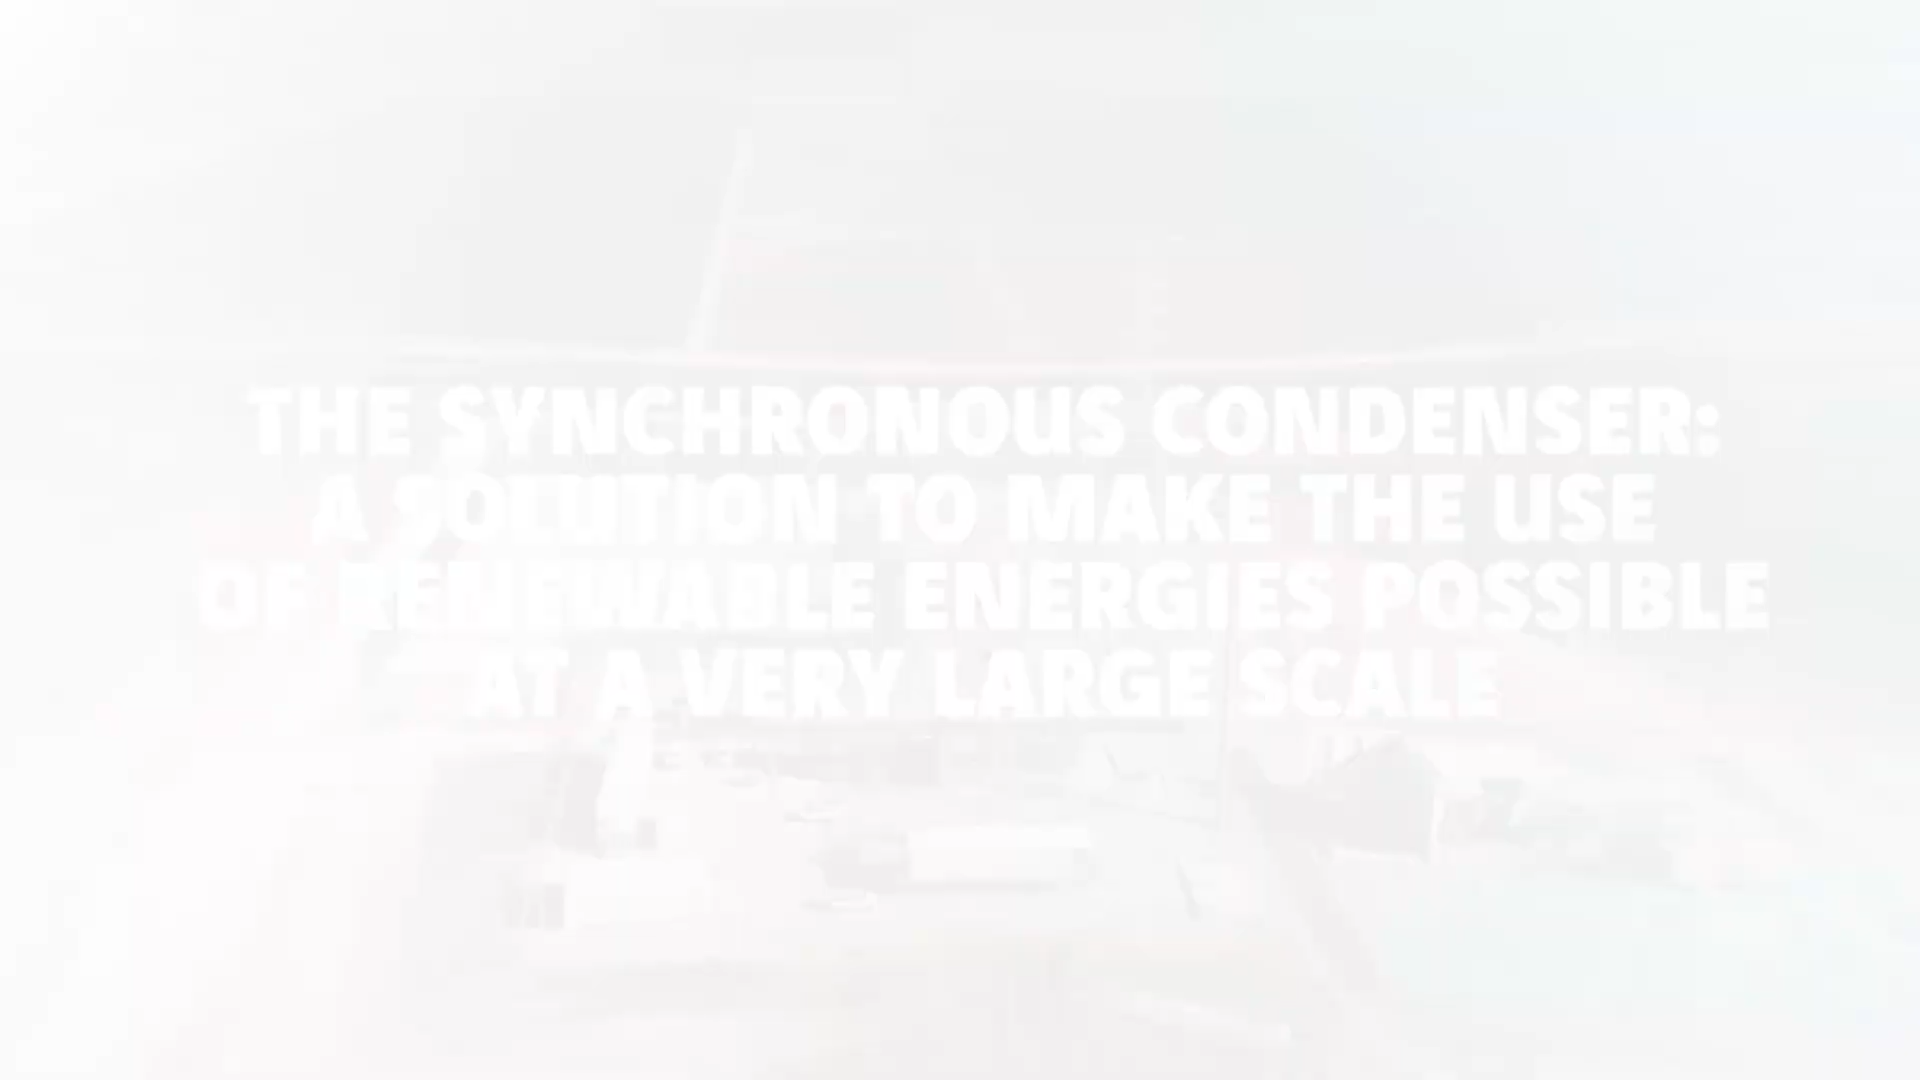 THE SYNCHRONOUS CONDENSER:
A SOLUTION TO MAKE THE USE
OF RENEWABLE ENERGIES POSSIBLE
AT A VERY LARGE SCALE